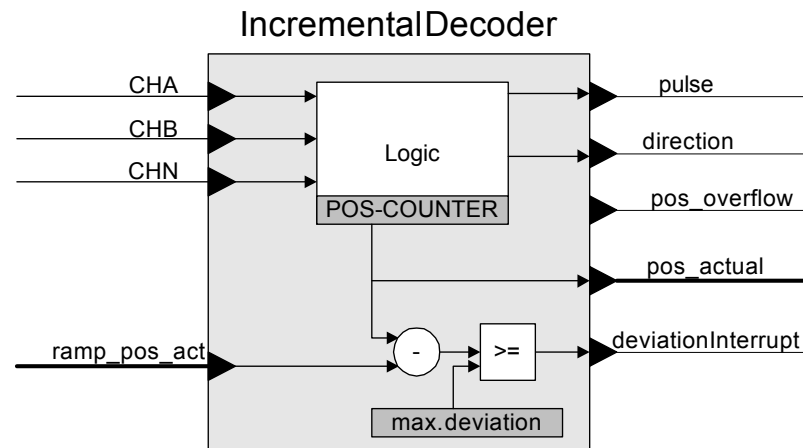 IncrementalDecoder
CHA
CHB
CHN
ramp_pos_act
Logic
POS-COUNTER
-
>=
max.deviation
pulse
direction
pos_overflow
pos_actual
deviationInterrupt